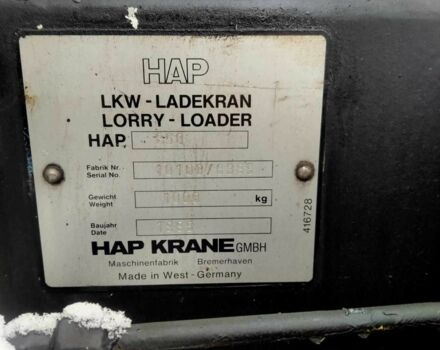 HAP
LKW - LADEKRAN
LORRY - LOADER
HAP
Fabrik Nr.
Serial No.
Gewicht
Weight
kg
Baujahr
Date
HAP KRANE GMBH
Maschinenfabrik Bremerhaven
Made in West - Germany
416728